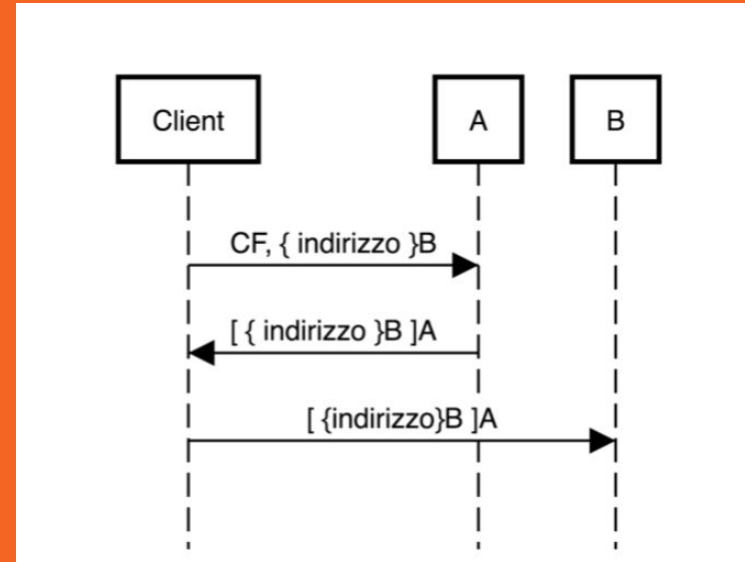 Client
A
B
CF, { indirizzo }B
[ { indirizzo }B ]A
[ {indirizzo}B ]A